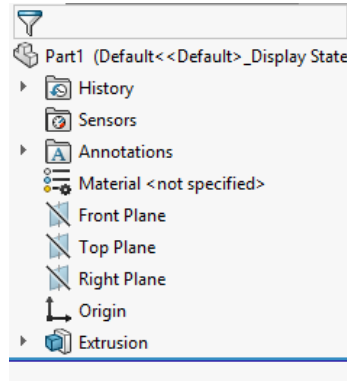 Part1 (Default<<Default>_Display State
History
Sensors
A Annotations
Material <not specified>
Front Plane
Top Plane
Right Plane
Origin
Extrusion